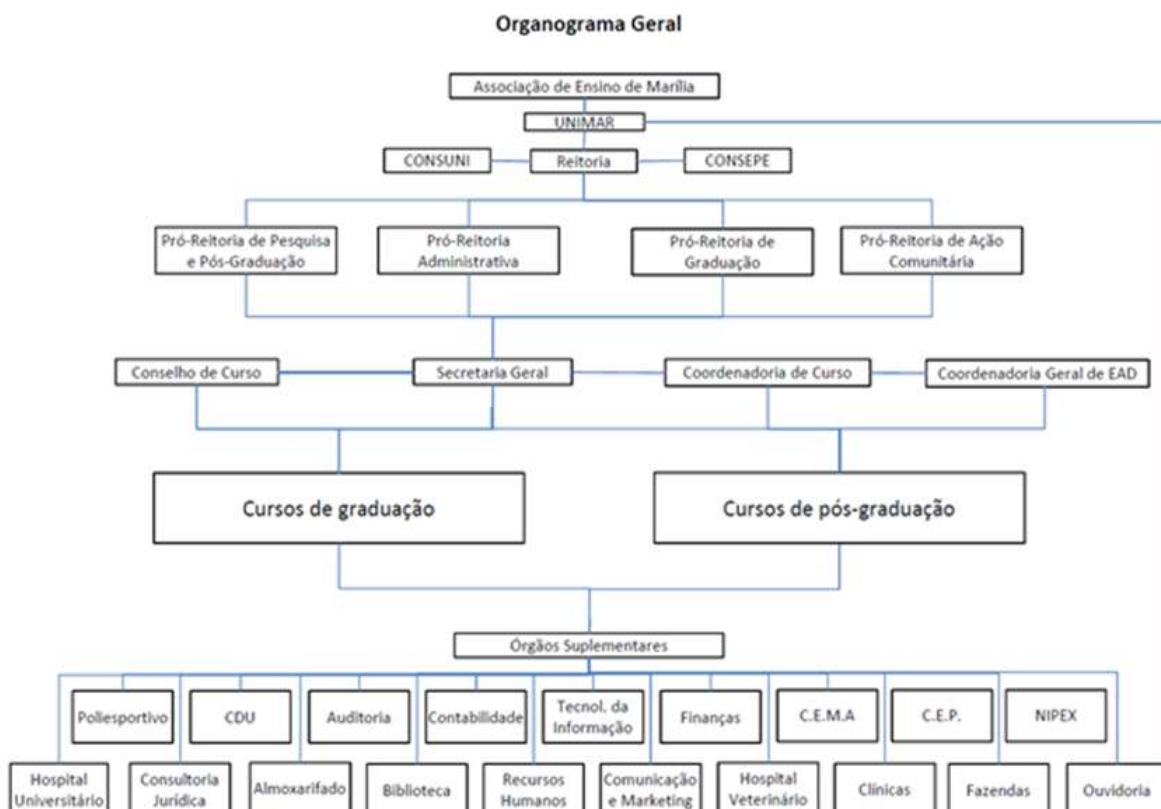 Organograma Geral
Associação de Ensino de Marília
UNIMAR
CONSUNI
Reitoria
CONSEPE
Pró-Reitoria de Pesquisa
e Pós-Graduação
Pró-Reitoria
Administrativa
Pró-Reitoria de
Graduação
Pró-Reitoria de Ação
Comunitária
Conselho de Curso
Secretaria Geral
Coordenadoria de Curso
Coordenadoria Geral de EAD
Cursos de graduação
Cursos de pós-graduação
Órgãos Suplementares
Poliesportivo
CDU
Auditoria
Contabilidade
Tecnol. da
Informação
Finanças
C.E.M.A
C.E.P.
NIPEX
Hospital
Universitário
Consultoria
Jurídica
Almoxarifado
Biblioteca
Recursos
Humanos
Comunicação
e Marketing
Hospital
Veterinário
Clínicas
Fazendas
Ouvidoria